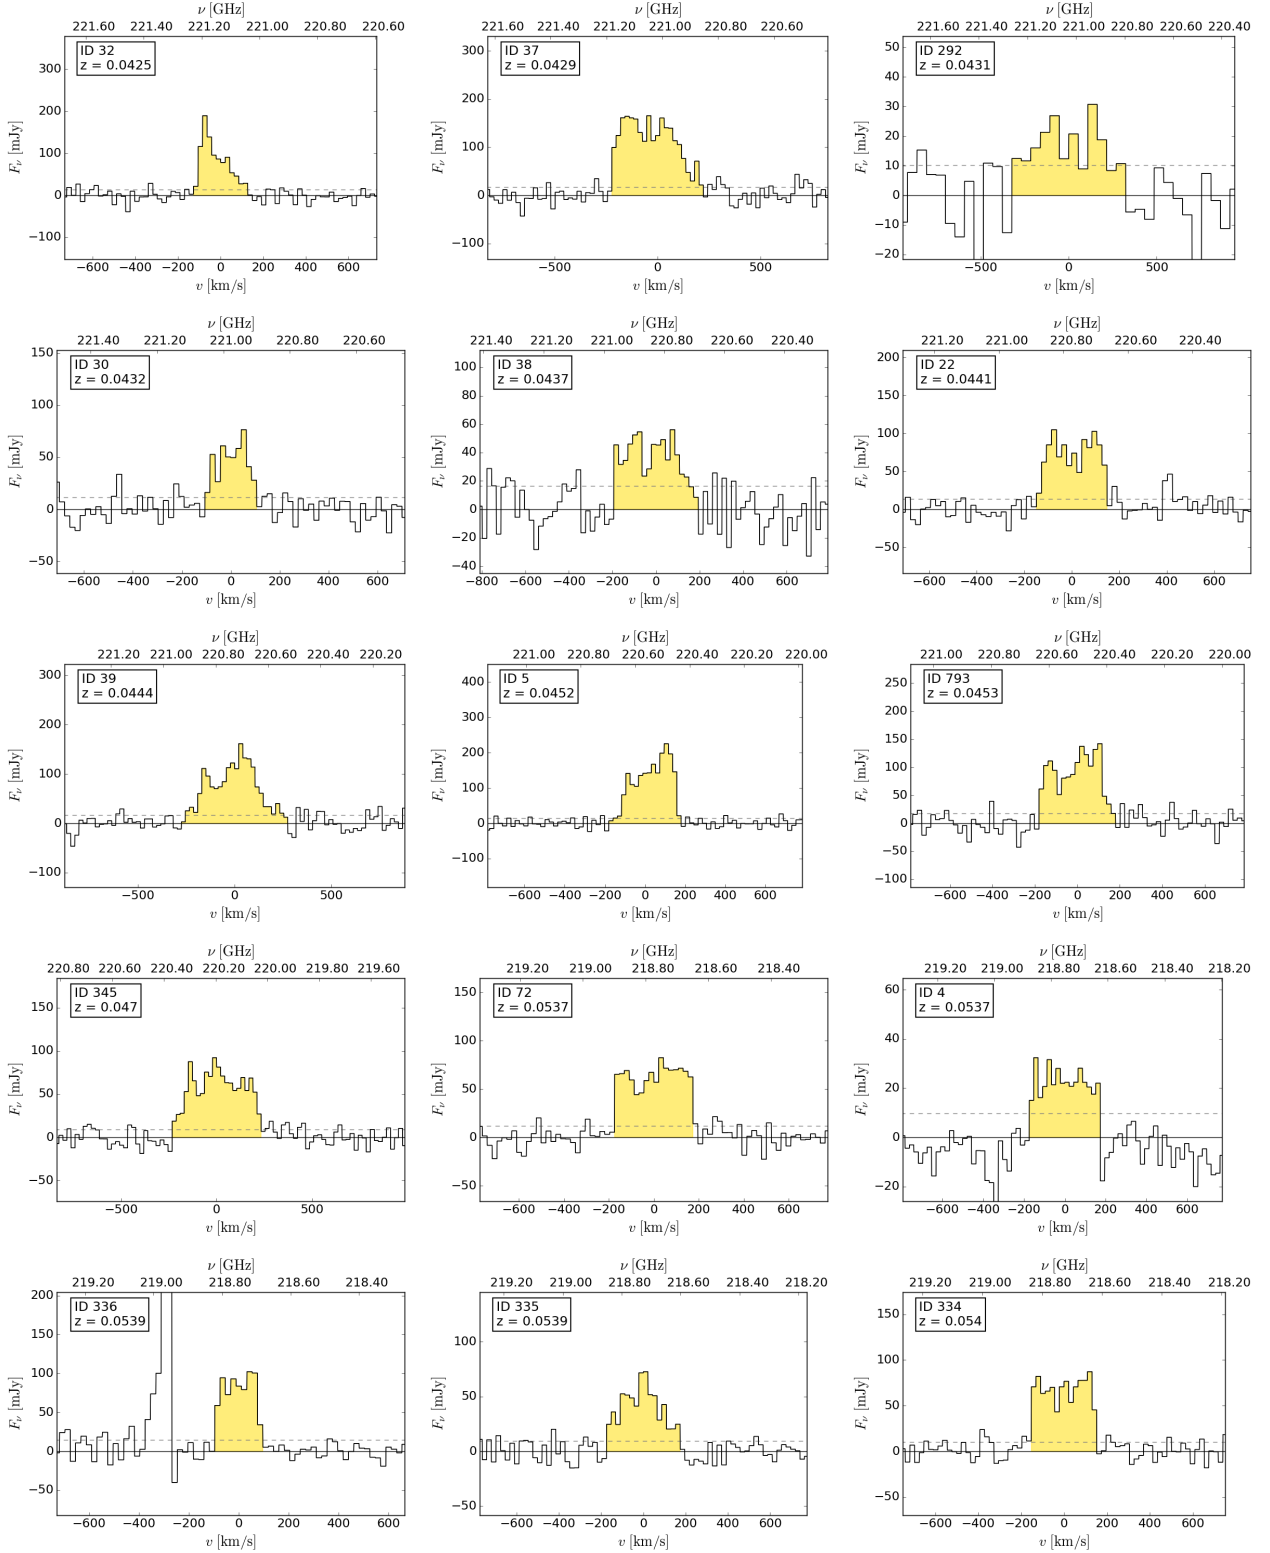 ν [GHz]
ν [GHz]
ν [GHz]
221.60 221.40 221.20 221.00 220.80 220.60
221.60 221.40 221.20 221.00 220.80 220.60
221.60 221.40 221.20 221.00 220.80 220.60 220.40
ID 32
z = 0.0425
ID 37
z = 0.0429
ID 292
z = 0.0431
300
200
100
0
−100
Fν [mJy]
300
200
100
0
−100
Fν [mJy]
50
40
30
20
10
0
−10
−20
Fν [mJy]
−600 −400 −200 0 200 400 600
−500 0 500
−500 0 500
v [km/s]
v [km/s]
v [km/s]
ν [GHz]
ν [GHz]
ν [GHz]
221.40 221.20 221.00 220.80 220.60
221.40 221.20 221.00 220.80 220.60 220.40
221.20 221.00 220.80 220.60 220.40
ID 30
z = 0.0432
ID 38
z = 0.0437
ID 22
z = 0.0441
150
100
50
0
−50
Fν [mJy]
100
80
60
40
20
0
−20
−40
Fν [mJy]
200
150
100
50
0
−50
Fν [mJy]
−600 −400 −200 0 200 400 600
−800 −600 −400 −200 0 200 400 600
−600 −400 −200 0 200 400 600
v [km/s]
v [km/s]
v [km/s]
ν [GHz]
ν [GHz]
ν [GHz]
221.20 221.00 220.80 220.60 220.40 220.20
221.00 220.80 220.60 220.40 220.20 220.00
221.00 220.80 220.60 220.40 220.20 220.00
ID 39
z = 0.0444
ID 5
z = 0.0452
ID 793
z = 0.0453
300
200
100
0
−100
Fν [mJy]
400
300
200
100
0
−100
Fν [mJy]
250
200
150
100
50
0
−50
−100
Fν [mJy]
−500 0 500
−600 −400 −200 0 200 400 600
−600 −400 −200 0 200 400 600
v [km/s]
v [km/s]
v [km/s]
ν [GHz]
ν [GHz]
ν [GHz]
220.80 220.60 220.40 220.20 220.00 219.80 219.60
219.20 219.00 218.80 218.60 218.40
219.20 219.00 218.80 218.60 218.40 218.20
ID 345
z = 0.047
ID 72
z = 0.0537
ID 4
z = 0.0537
150
100
50
0
−50
Fν [mJy]
150
100
50
0
−50
Fν [mJy]
60
40
20
0
−20
Fν [mJy]
−500 0 500
−600 −400 −200 0 200 400 600
−600 −400 −200 0 200 400 600
v [km/s]
v [km/s]
v [km/s]
ν [GHz]
ν [GHz]
ν [GHz]
219.20 219.00 218.80 218.60 218.40
219.20 219.00 218.80 218.60 218.40 218.20
219.20 219.00 218.80 218.60 218.40 218.20
ID 336
z = 0.0539
ID 335
z = 0.0539
ID 334
z = 0.054
200
150
100
50
0
−50
Fν [mJy]
100
50
0
−50
Fν [mJy]
150
100
50
0
−50
Fν [mJy]
−600 −400 −200 0 200 400 600
−600 −400 −200 0 200 400 600
−600 −400 −200 0 200 400 600
v [km/s]
v [km/s]
v [km/s]